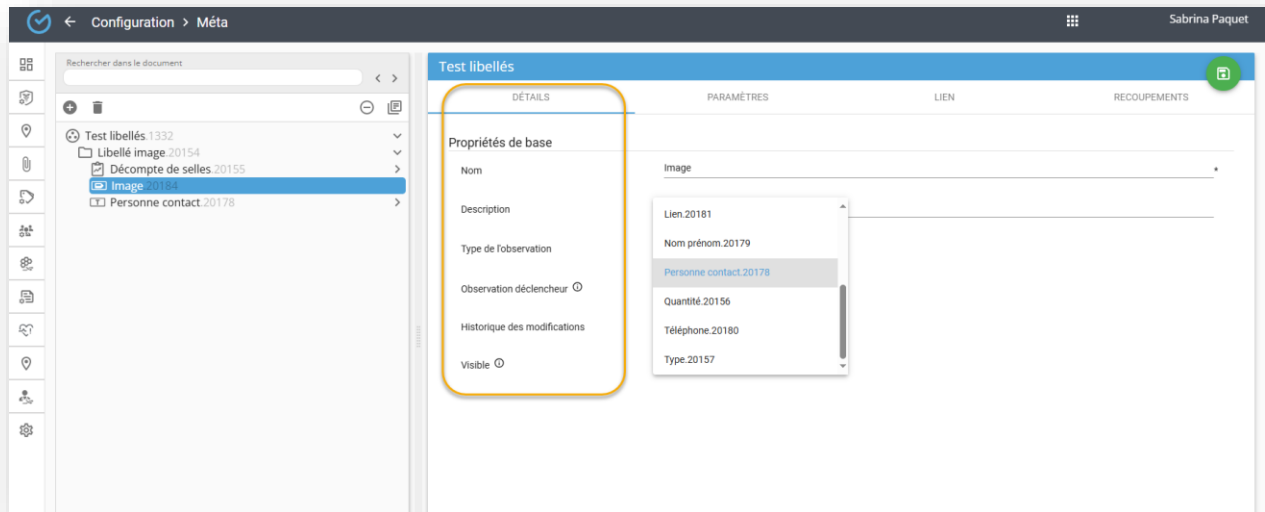 Configuration > Méta
Sabrina Paquet
Rechercher dans le document
Test libellés.1332
Libellé image.20154
Décompte de selles.20155
Image.20184
Personne contact.20178
Test libellés
DÉTAILS PARAMÈTRES LIEN RECOUPEMENTS
Propriétés de base
Nom Image *
Description
Type de l'observation
Observation déclencheur
Historique des modifications
Visible
Lien.20181
Nom prénom.20179
Personne contact.20178
Quantité.20156
Téléphone.20180
Type.20157